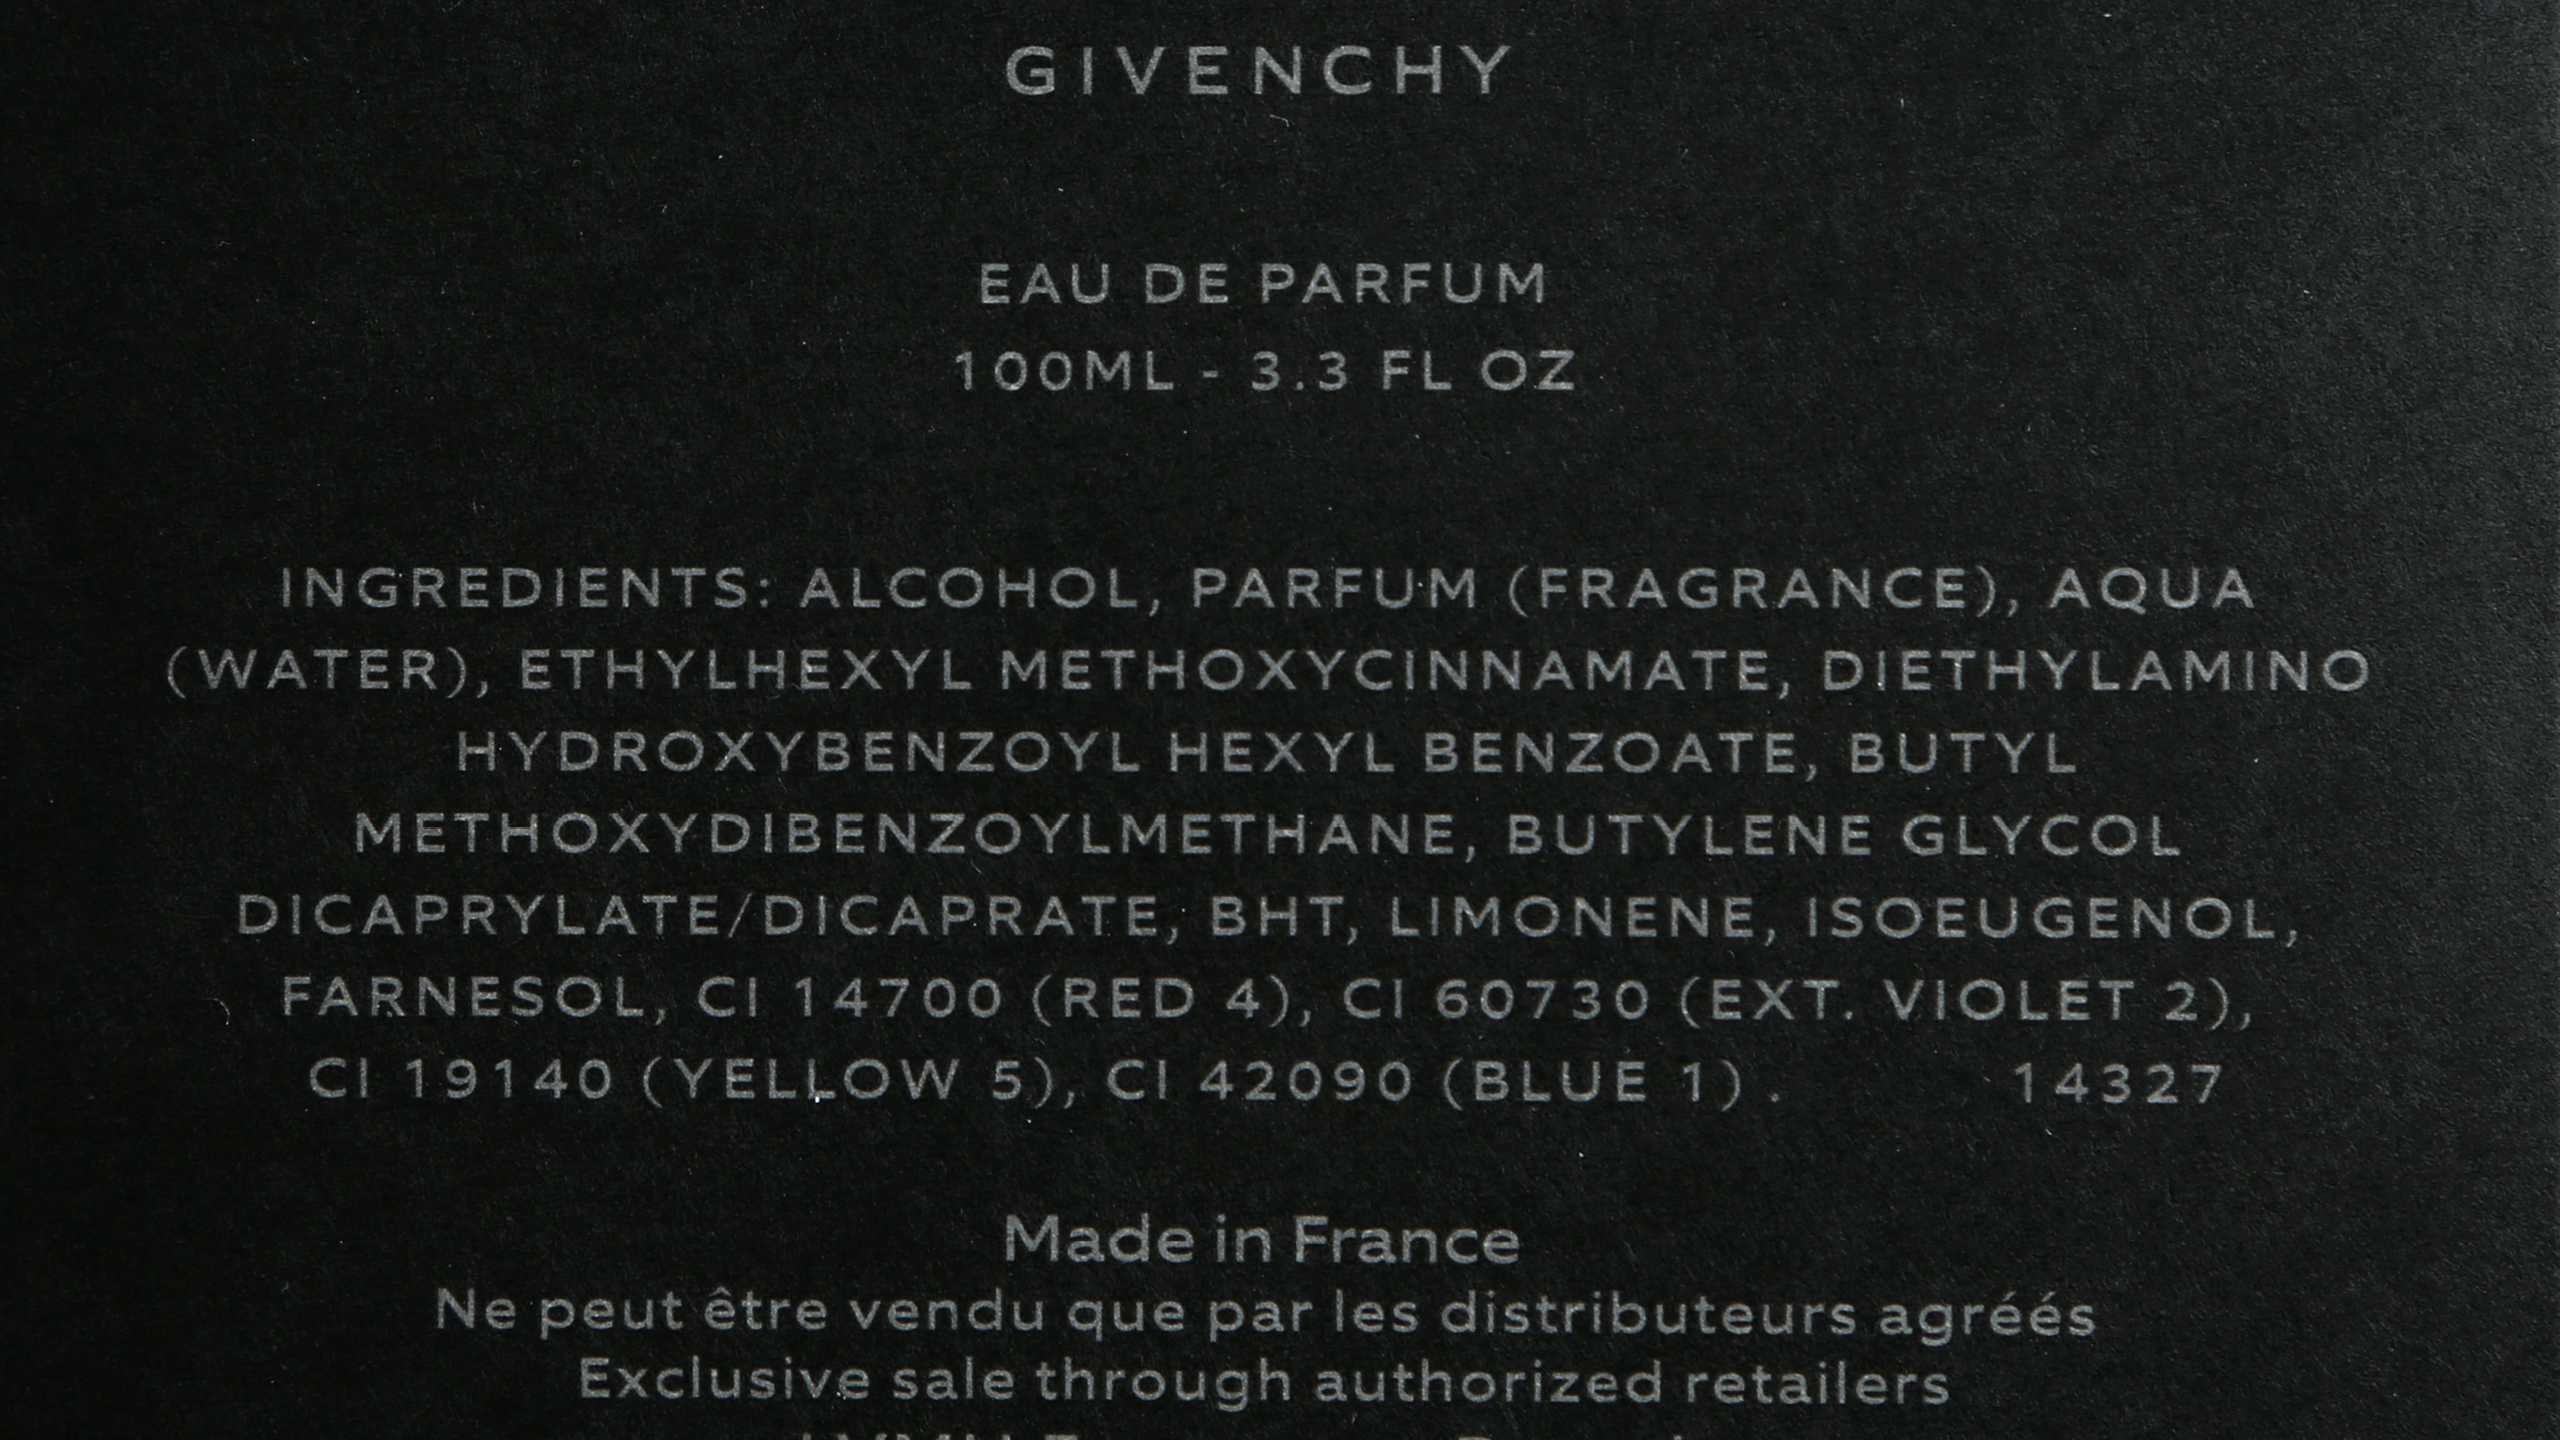 GIVENCHY
EAU DE PARFUM
100ML - 3.3 FL OZ
INGREDIENTS: ALCOHOL, PARFUM (FRAGRANCE), AQUA
(WATER), ETHYLHEXYL METHOXYCINNAMATE, DIETHYLAMINO
HYDROXYBENZOYL HEXYL BENZOATE, BUTYL
METHOXYDIBENZOYLMETHANE, BUTYLENE GLYCOL
DICAPRYLATE/DICAPRATE, BHT, LIMONENE, ISOEUGENOL,
FARNESOL, CI 14700 (RED 4), CI 60730 (EXT. VIOLET 2),
CI 19140 (YELLOW 5), CI 42090 (BLUE 1) . 14327
Made in France
Ne peut être vendu que par les distributeurs agréés
Exclusive sale through authorized retailers